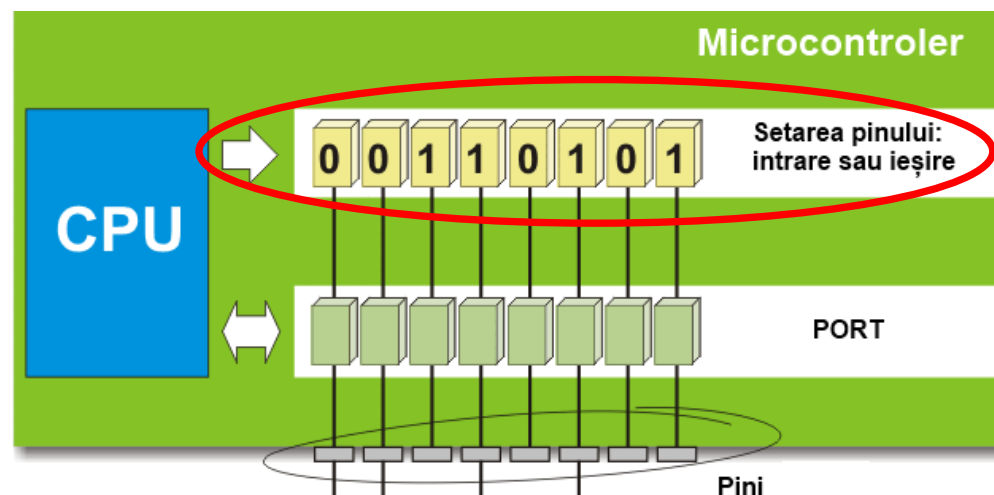 Microcontroler
CPU
0 0 1 1 0 1 0 1
Setarea pinului:
intrare sau ieșire
PORT
Pini